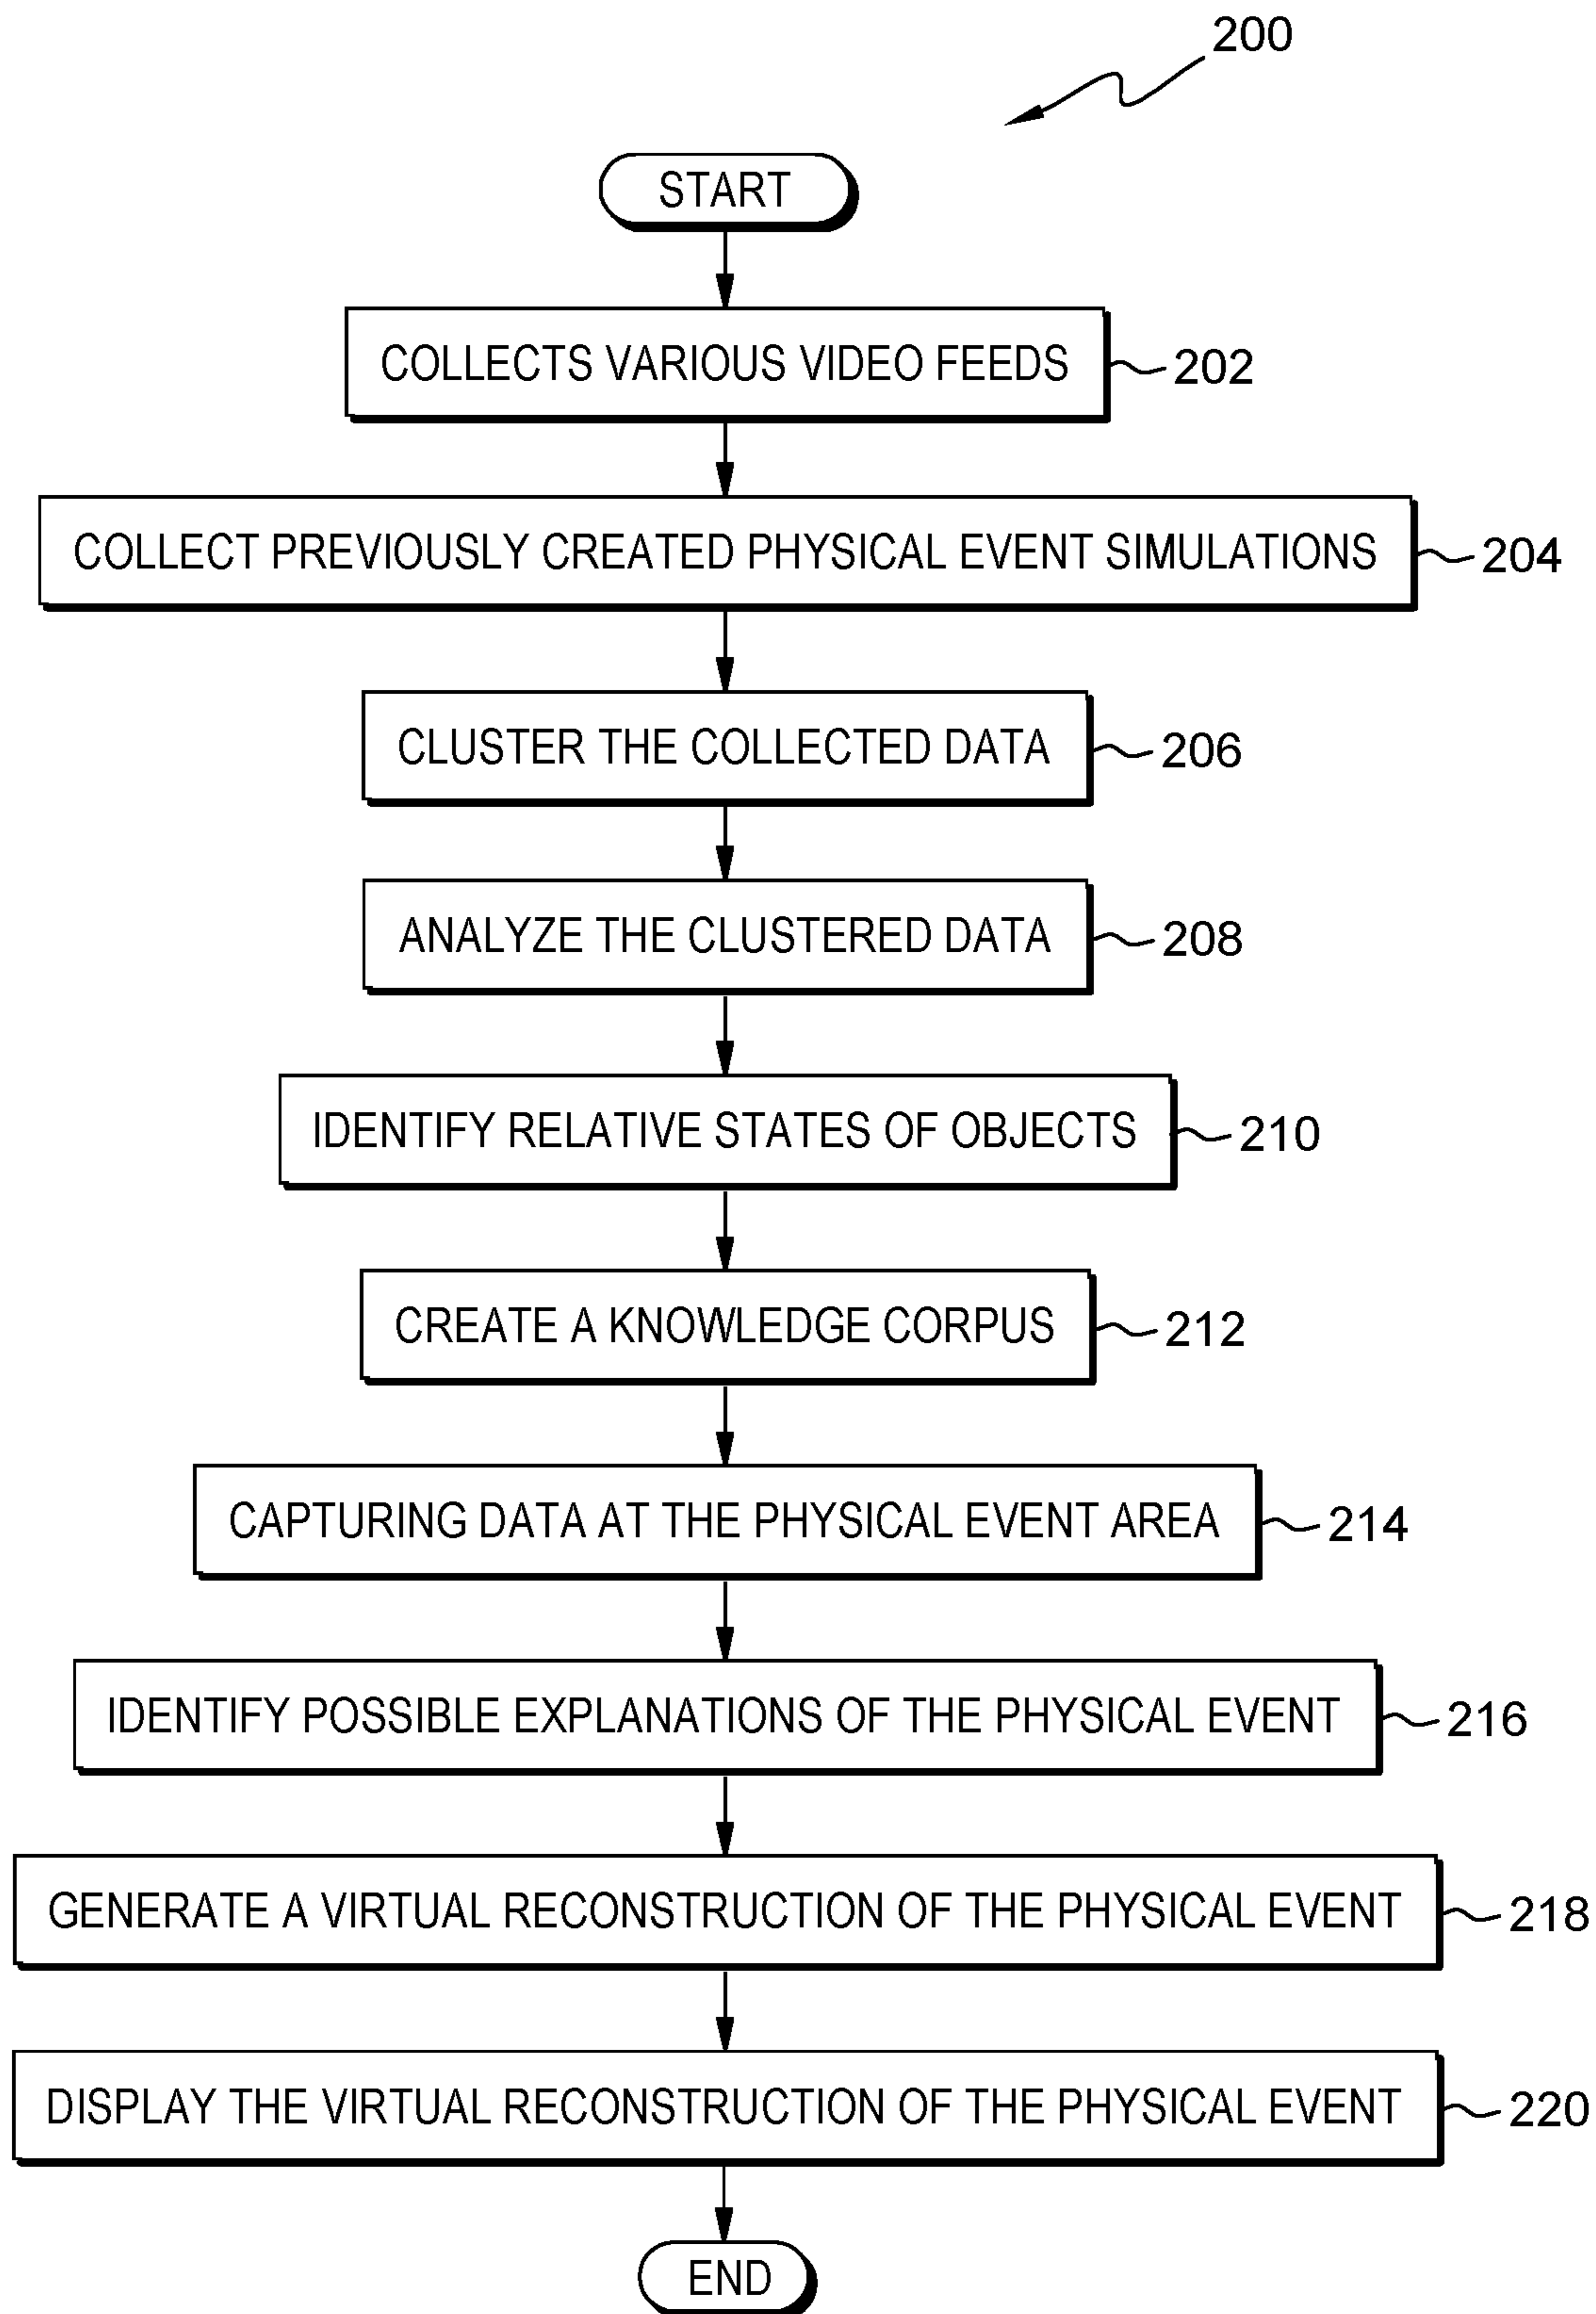 200
START
COLLECTS VARIOUS VIDEO FEEDS
202
COLLECT PREVIOUSLY CREATED PHYSICAL EVENT SIMULATIONS
204
CLUSTER THE COLLECTED DATA
206
ANALYZE THE CLUSTERED DATA
208
IDENTIFY RELATIVE STATES OF OBJECTS
210
CREATE A KNOWLEDGE CORPUS
212
CAPTURING DATA AT THE PHYSICAL EVENT AREA
214
IDENTIFY POSSIBLE EXPLANATIONS OF THE PHYSICAL EVENT
216
GENERATE A VIRTUAL RECONSTRUCTION OF THE PHYSICAL EVENT
218
DISPLAY THE VIRTUAL RECONSTRUCTION OF THE PHYSICAL EVENT
220
END